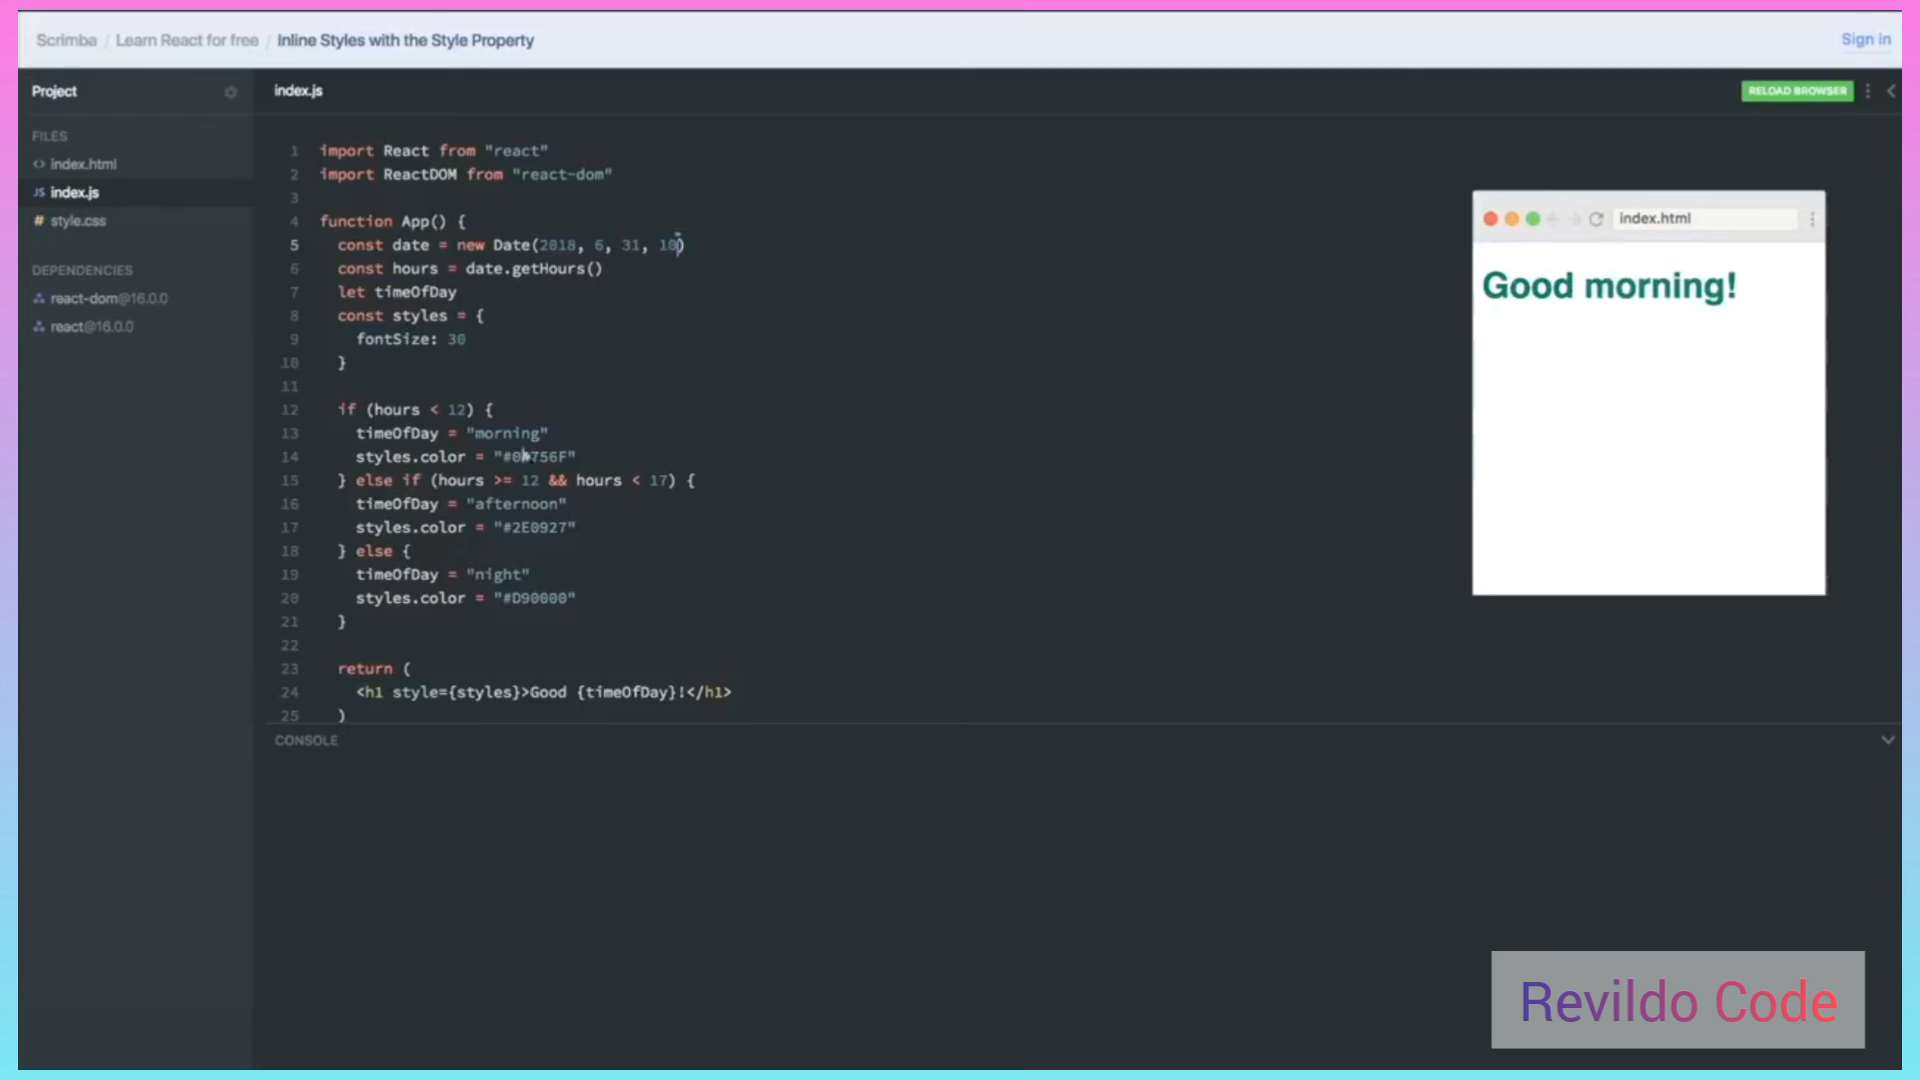 Scrimba / Learn React for free / Inline Styles with the Style Property
Sign in
Project
index.js
RELOAD BROWSER
FILES
<> index.html
JS index.js
# style.css
DEPENDENCIES
react-dom@16.0.0
react@16.0.0
1 import React from "react"
2 import ReactDOM from "react-dom"
3
4 function App() {
5 const date = new Date(2018, 6, 31, 10)
6 const hours = date.getHours()
7 let timeOfDay
8 const styles = {
9 fontSize: 30
10 }
11
12 if (hours < 12) {
13 timeOfDay = "morning"
14 styles.color =
15 } else if (hours >= 12 && hours < 17) {
16 timeOfDay = "afternoon"
17 styles.color = "#2E0927"
18 } else {
19 timeOfDay = "night"
20 styles.color = "#D90000"
21 }
22
23 return (
24 <h1 style={styles}>Good {timeOfDay}!</h1>
25 )
index.html
Good morning!
CONSOLE
Revildo Code